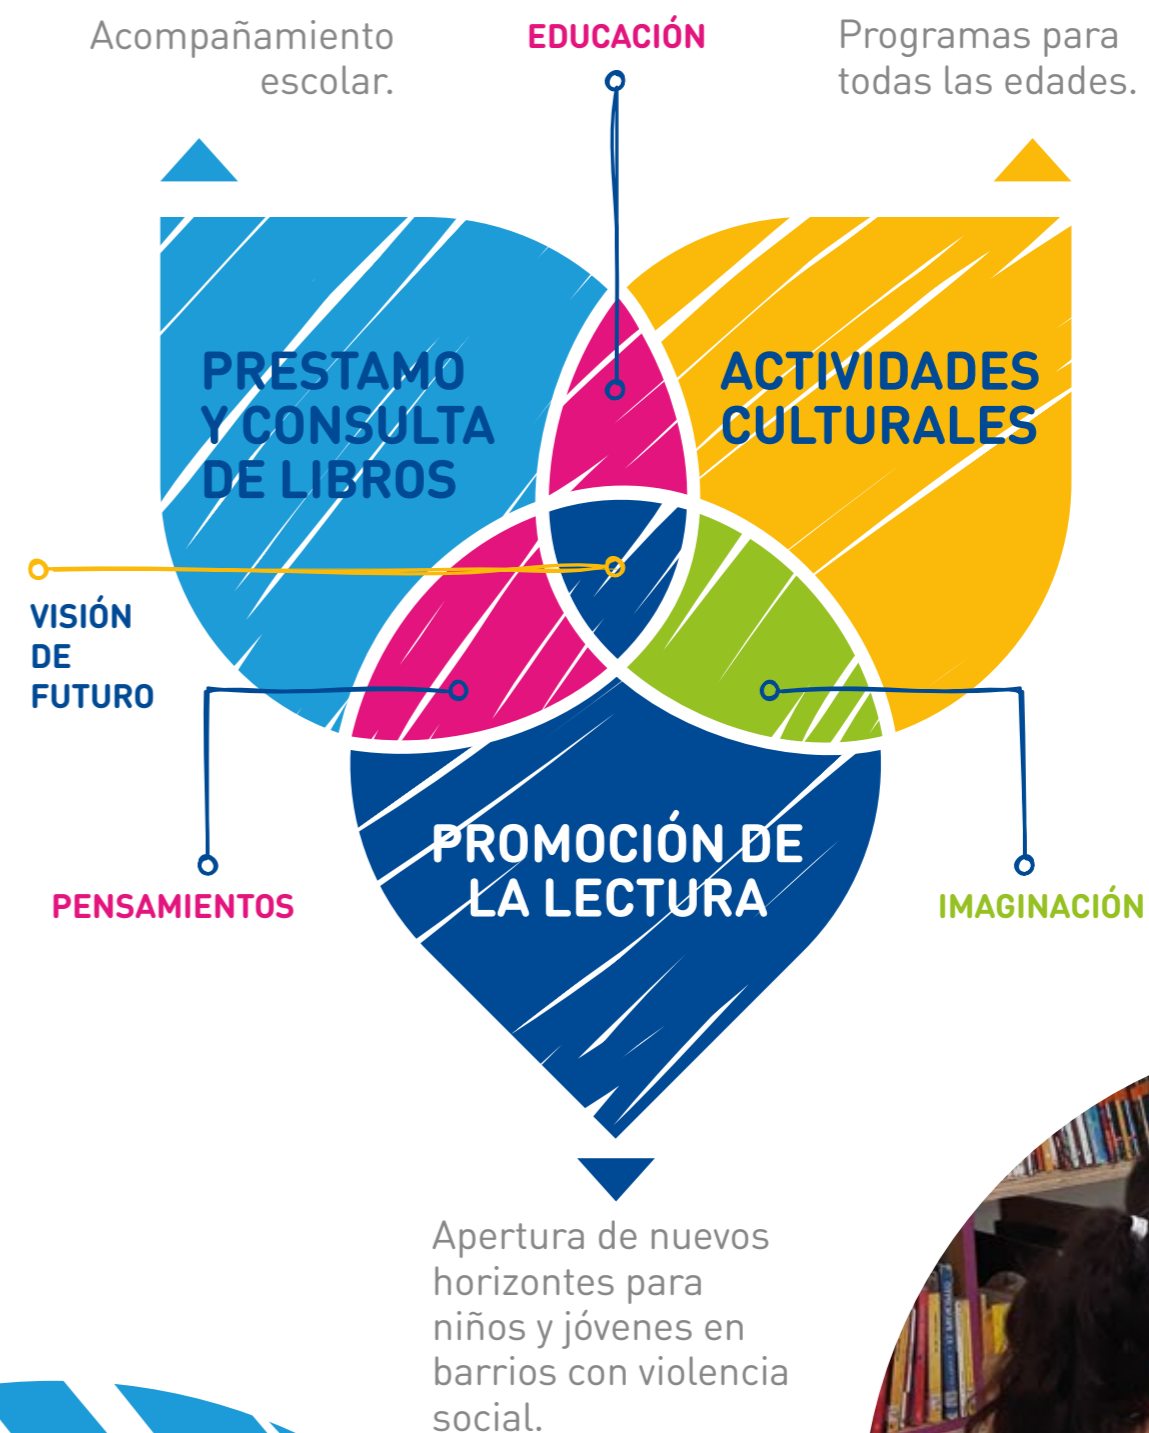 Acompañamiento
escolar.
EDUCACIÓN
Programas para
todas las edades.
PRESTAMO
Y CONSULTA
DE LIBROS
ACTIVIDADES
CULTURALES
VISIÓN
DE
FUTURO
PROMOCIÓN DE
LA LECTURA
PENSAMIENTOS
IMAGINACIÓN
Apertura de nuevos
horizontes para
niños y jóvenes en
barrios con violencia
social.